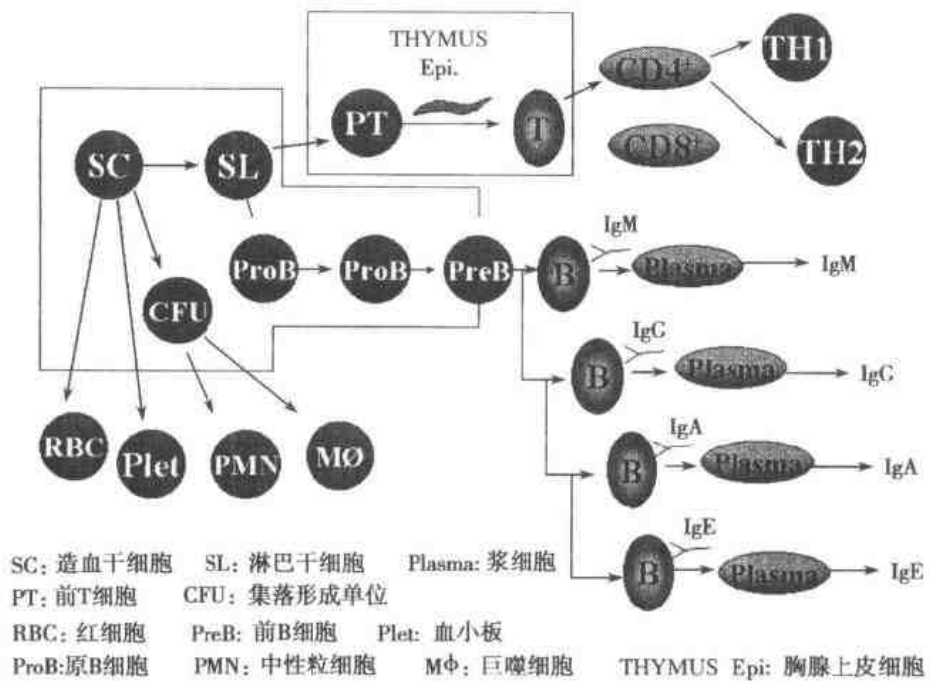 THYMUS
Epi.
CD4⁺
TH1
PT
T
SC
SL
CD8⁺
TH2
ProB
ProB
PreB
B
IgM
Plasma
IgM
CFU
B
IgG
Plasma
IgG
RBC
Plet
PMN
MØ
B
IgA
Plasma
IgA
B
IgE
Plasma
IgE
SC: 造血干细胞 SL: 淋巴干细胞 Plasma: 浆细胞
PT: 前T细胞 CFU: 集落形成单位
RBC: 红细胞 PreB: 前B细胞 Plet: 血小板
ProB:原B细胞 PMN: 中性粒细胞 MΦ: 巨噬细胞 THYMUS Epi: 胸腺上皮细胞